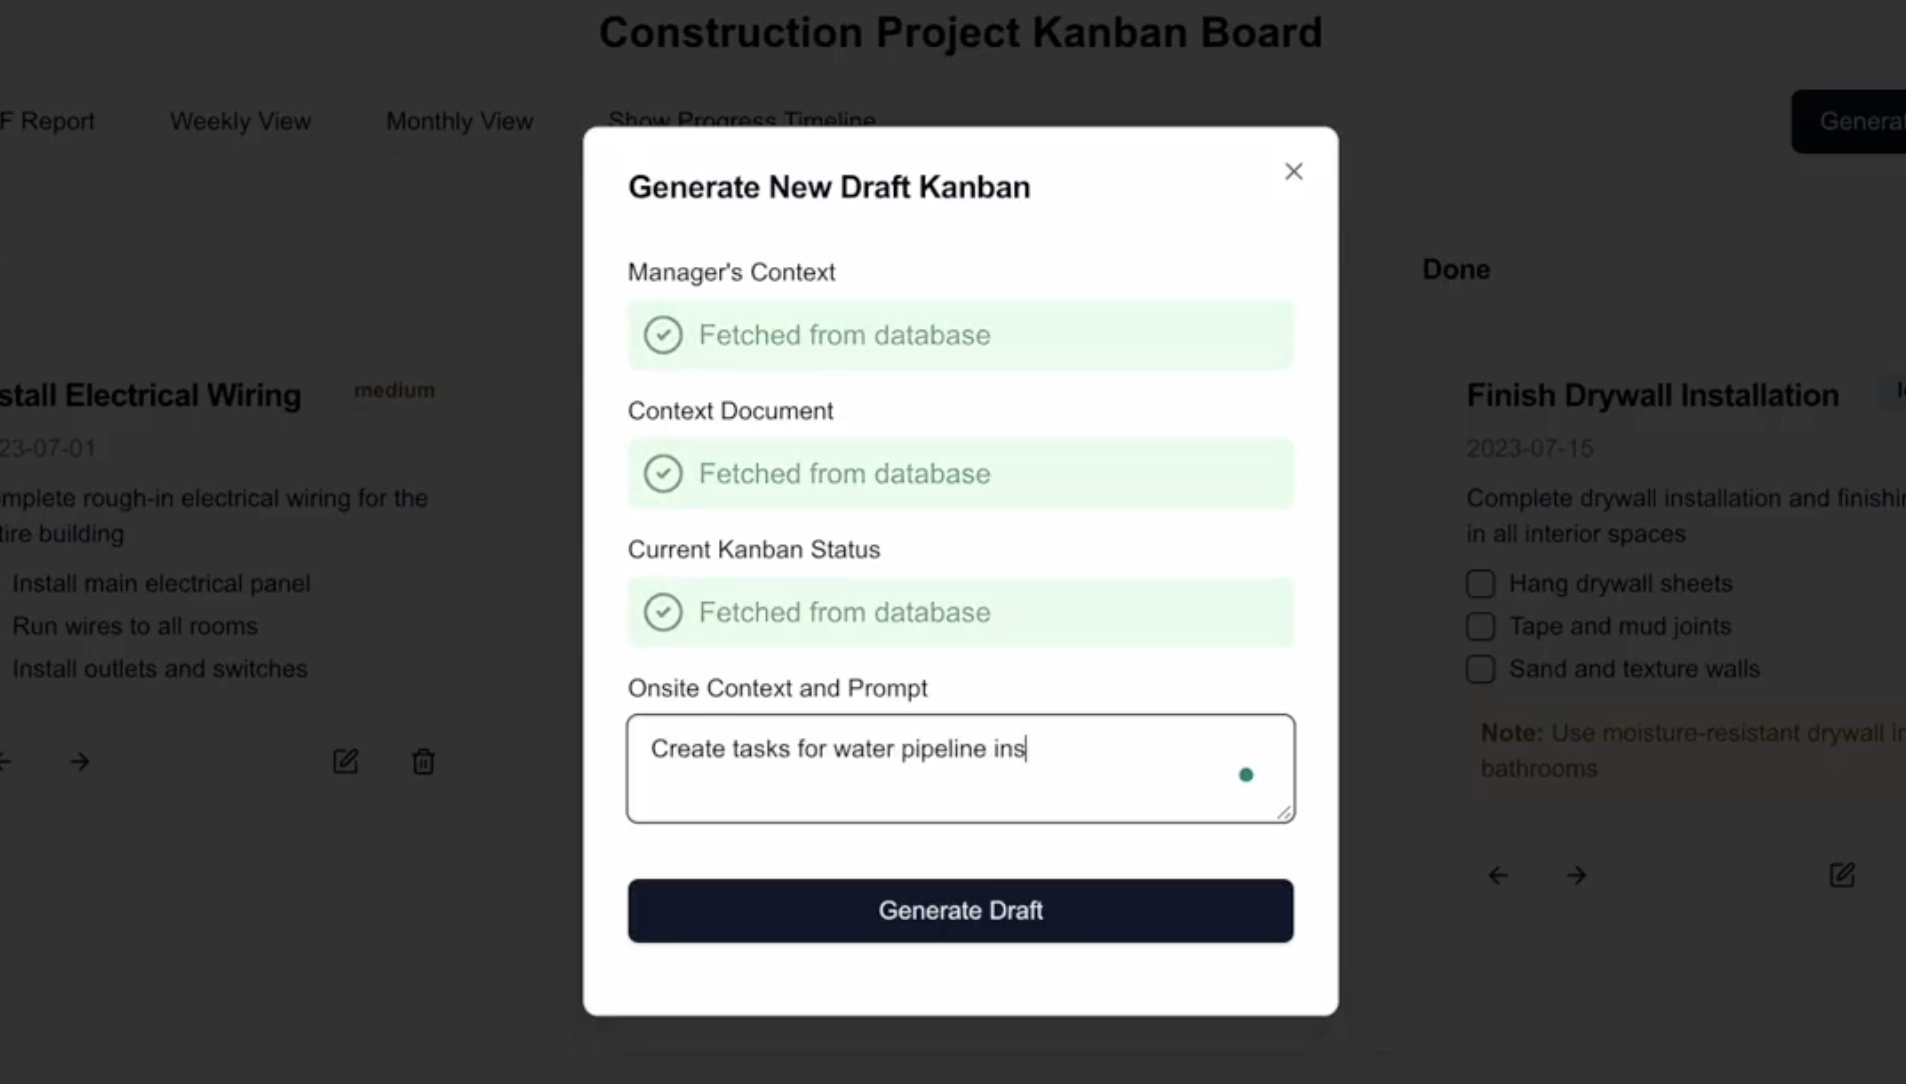 Construction Project Kanban Board
F Report
Weekly View
Monthly View
Show Progress Timeline
Generate New Draft Kanban
Manager's Context
Fetched from database
Context Document
Fetched from database
Current Kanban Status
Fetched from database
Onsite Context and Prompt
Create tasks for water pipeline ins
Generate Draft
stall Electrical Wiring
medium
23-07-01
mplete rough-in electrical wiring for the
tire building
Install main electrical panel
Run wires to all rooms
Install outlets and switches
Generat
Done
Finish Drywall Installation
2023-07-15
Complete drywall installation and finishin
in all interior spaces
Hang drywall sheets
Tape and mud joints
Sand and texture walls
Note: Use moisture-resistant drywall in
bathrooms